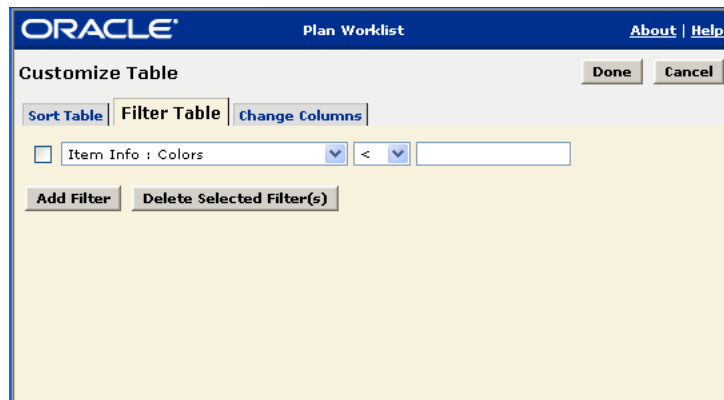 ORACLE Plan Worklist About | Help
Customize Table Done Cancel
Sort Table Filter Table Change Columns
Item Info : Colors <
Add Filter Delete Selected Filter(s)